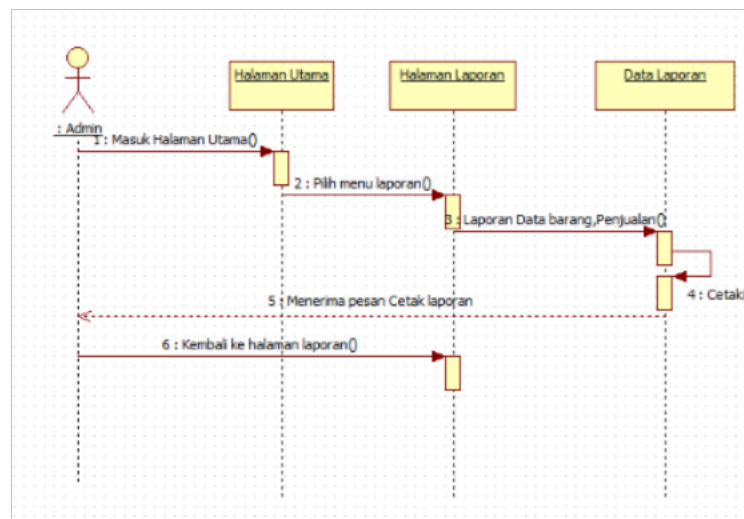 Halaman Utama
Halaman Laporan
Data Laporan
: Admin
1 : Masuk Halaman Utama()
2 : Pilih menu laporan()
3 : Laporan Data barang,Penjualan()
4 : Cetak
5 : Menerima pesan Cetak laporan
6 : Kembali ke halaman laporan()